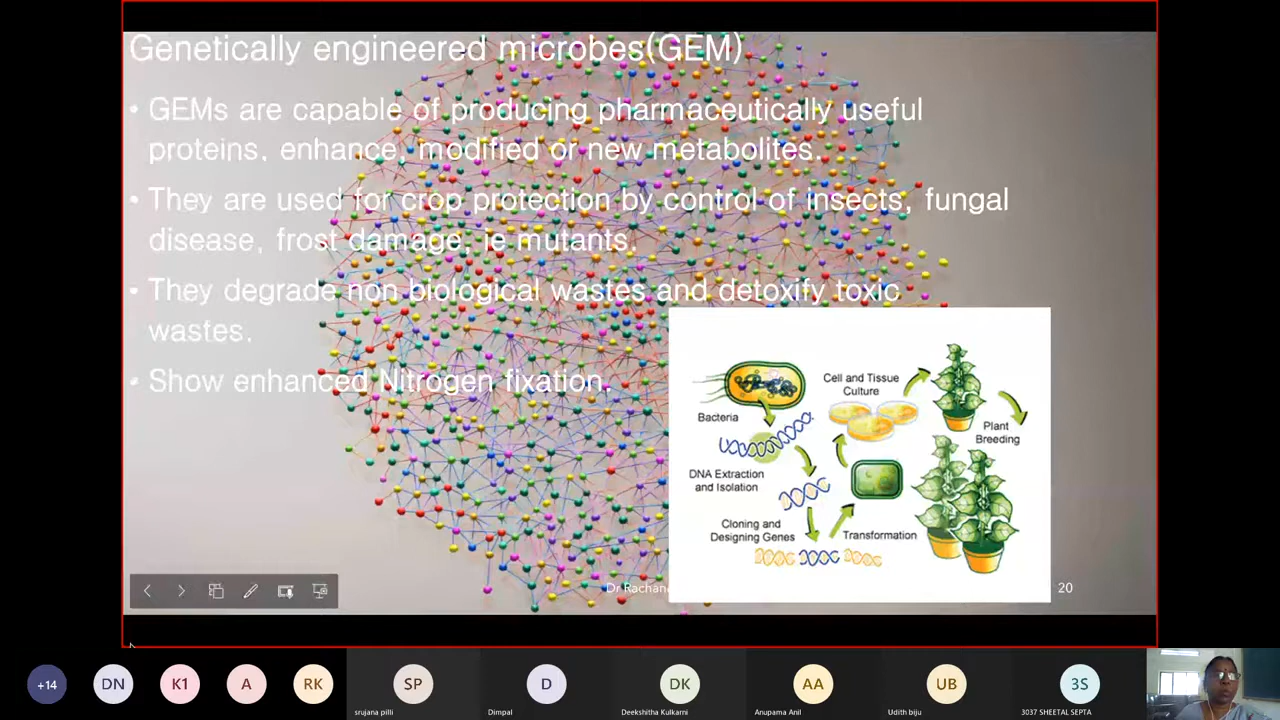 Genetically engineered microbes(GEM)
• GEMs are capable of producing pharmaceutically useful
proteins, enhance, modified or new metabolites.
• They are used for crop protection by control of insects, fungal
disease, frost damage, ie mutants.
• They degrade non biological wastes and detoxify toxic
wastes.
• Show enhanced Nitrogen fixation.
Bacteria
DNA Extraction
and Isolation
Cloning and
Designing Genes
Transformation
Cell and Tissue
Culture
Plant
Breeding
Dr Rachana
20
+14
DN
K1
A
RK
SP
srujana pilli
D
Dimpal
DK
Deekshitha Kulkarni
AA
Anupama Anil
UB
Udith biju
3S
3037 SHEETAL SEPTA